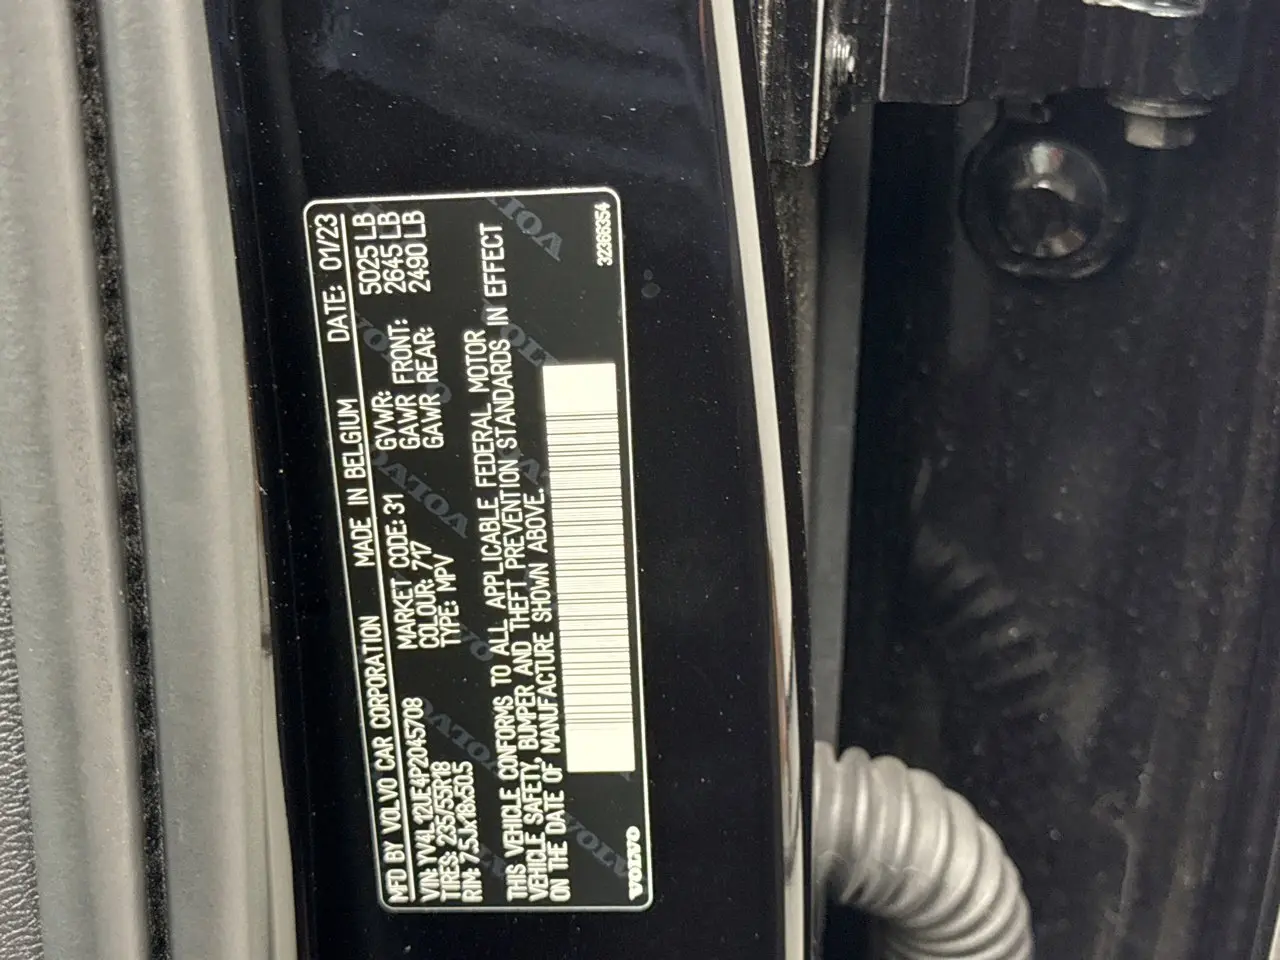 MFD BY VOLVO CAR CORPORATION MADE IN BELGIUM DATE: 01/23
VIN: YV4L12UE4P2045708 MARKET CODE: 31 GVWR: 5025 LB
TIRES: 235/55R18 COLOUR: 717 GAWR FRONT: 2645 LB
RIM: 7.5Jx18x50.5 TYPE: MPV GAWR REAR: 2490 LB
THIS VEHICLE CONFORMS TO ALL APPLICABLE FEDERAL MOTOR
VEHICLE SAFETY, BUMPER AND THEFT PREVENTION STANDARDS IN EFFECT
ON THE DATE OF MANUFACTURE SHOWN ABOVE.
VOLVO 32366354